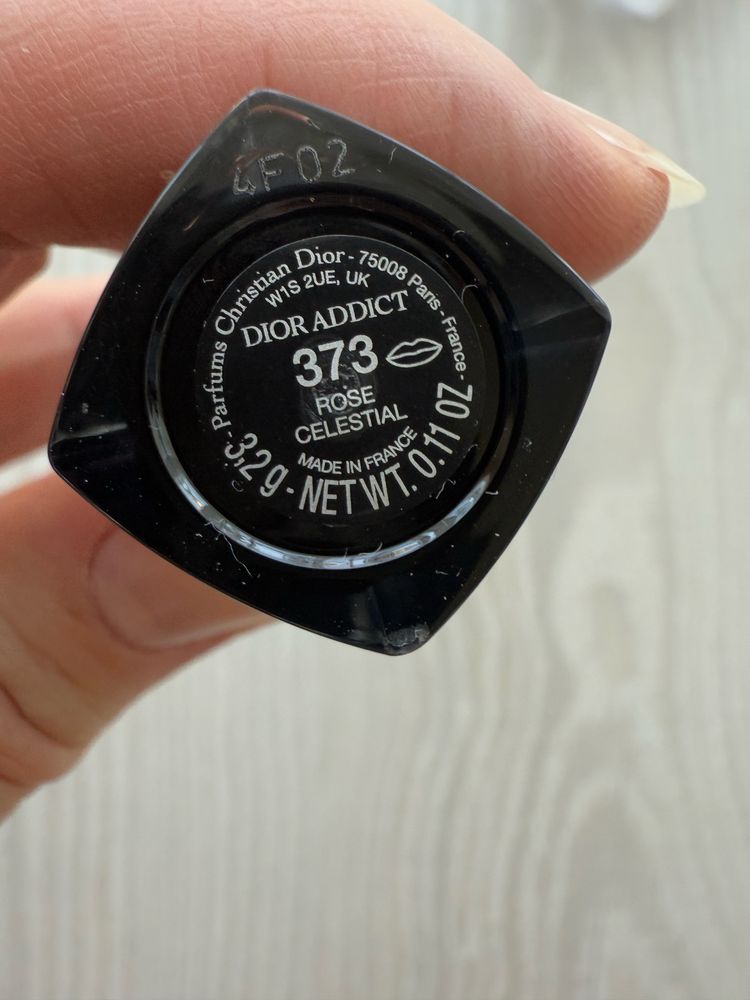 4F02
- Parfums Christian Dior - 75008 Paris - France -
W1S 2UE, UK
DIOR ADDICT
373
ROSE
CELESTIAL
MADE IN FRANCE
3,2 g - NET WT. 0.11 OZ